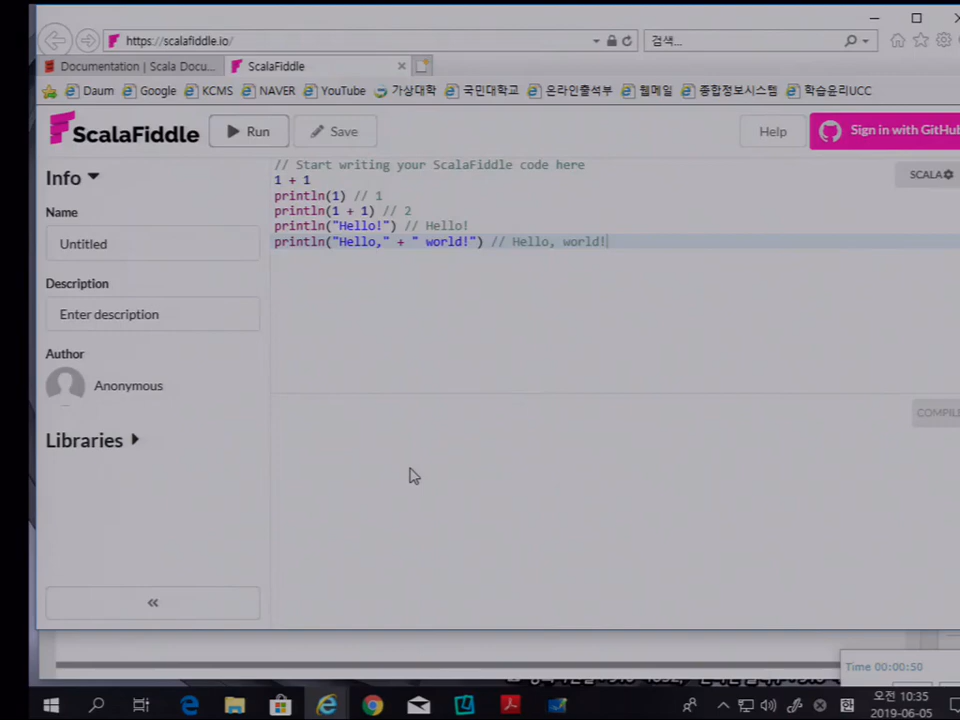 https://scalafiddle.io/
검색...
Documentation | Scala Docu...
ScalaFiddle
Daum
Google
KCMS
NAVER
YouTube
가상대학
국민대학교
온라인출석부
웹메일
종합정보시스템
학습윤리UCC
ScalaFiddle
Run
Save
Help
Sign in with GitHub
Info
SCALA
Name
Untitled
Description
Enter description
Author
Anonymous
Libraries
«
// Start writing your ScalaFiddle code here
1 + 1
println(1) // 1
println(1 + 1) // 2
println("Hello!") // Hello!
println("Hello," + " world!") // Hello, world!
COMPILE
Time 00:00:50
한
오전 10:35
2019-06-05